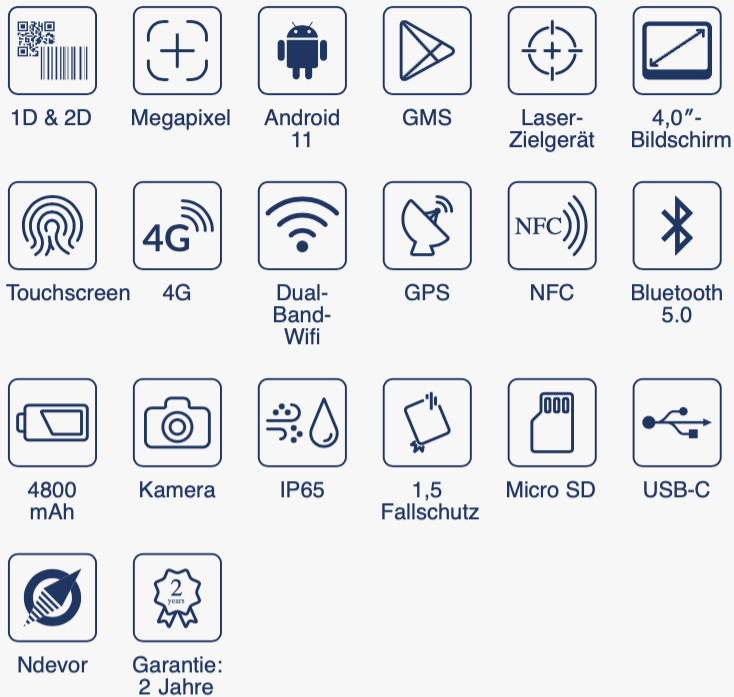 1D & 2D
Megapixel
Android
11
GMS
Laser-
Zielgerät
4,0″-
Bildschirm
4G
NFC
Touchscreen
4G
Dual-
Band-
Wifi
GPS
NFC
Bluetooth
5.0
4800
mAh
Kamera
IP65
1,5
Fallschutz
Micro SD
USB-C
2
years
Ndevor
Garantie:
2 Jahre